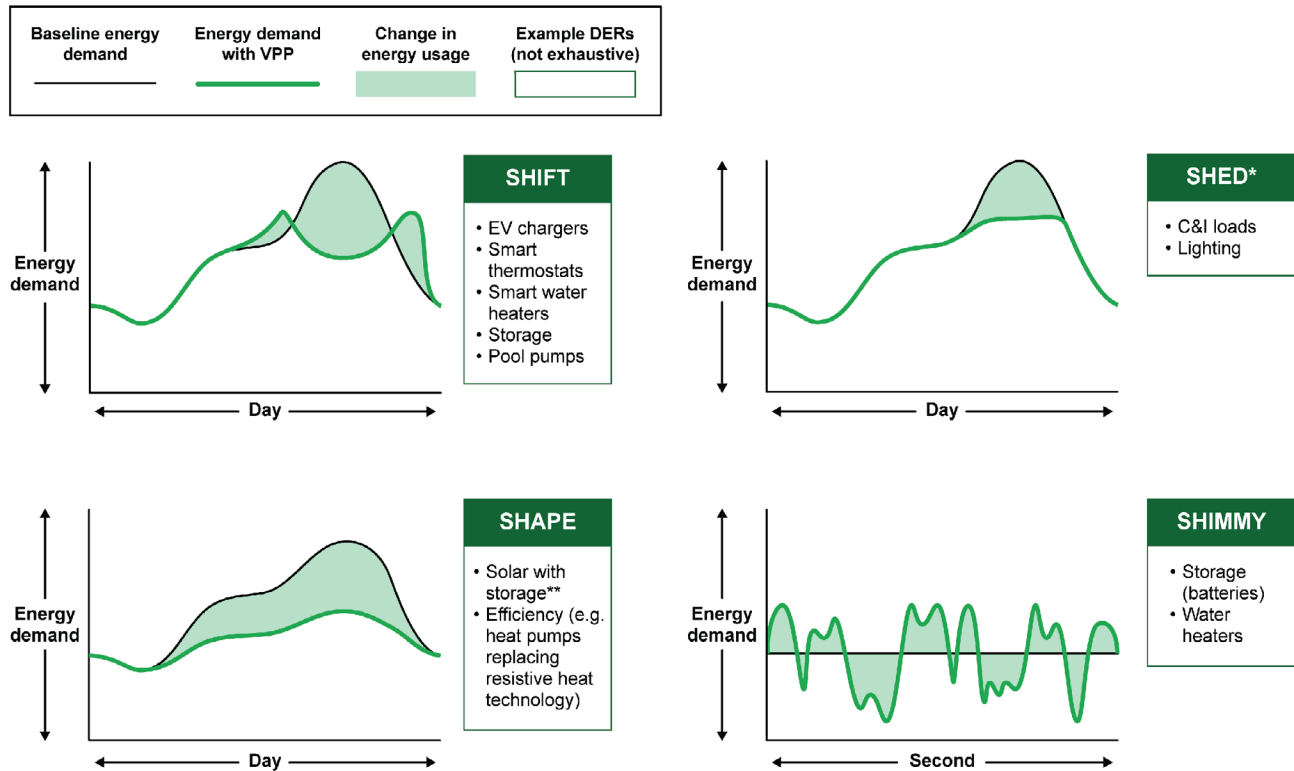 Baseline energy
demand
Energy demand
with VPP
Change in
energy usage
Example DERs
(not exhaustive)
Energy
demand
Day
SHIFT
• EV chargers
• Smart
thermostats
• Smart water
heaters
• Storage
• Pool pumps
Energy
demand
Day
SHED*
• C&I loads
• Lighting
Energy
demand
Day
SHAPE
• Solar with
storage**
• Efficiency (e.g.
heat pumps
replacing
resistive heat
technology)
Energy
demand
Second
SHIMMY
• Storage
(batteries)
• Water
heaters